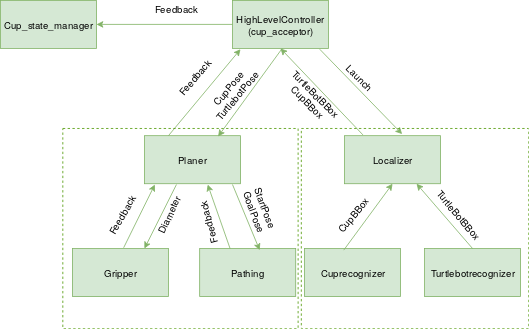 Feedback
Cup_state_manager
HighLevelController
(cup_acceptor)
Feedback
CupPose
TurtlebotPose
TurtleBotBBox
CupBBox
Launch
Planer
Localizer
Feedback
Diameter
Feedback
StartPose
GoalPose
CupBBox
TurtleBotBBox
Gripper
Pathing
Cuprecognizer
Turtlebotrecognizer